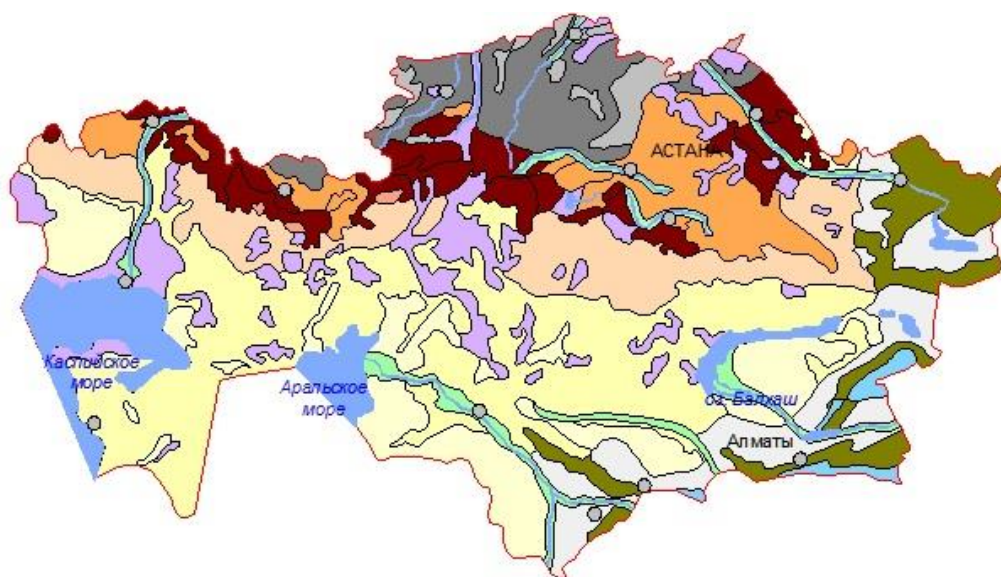 АСТАНА
Каспийское
море
Аральское
море
оз. Балхаш
Алматы